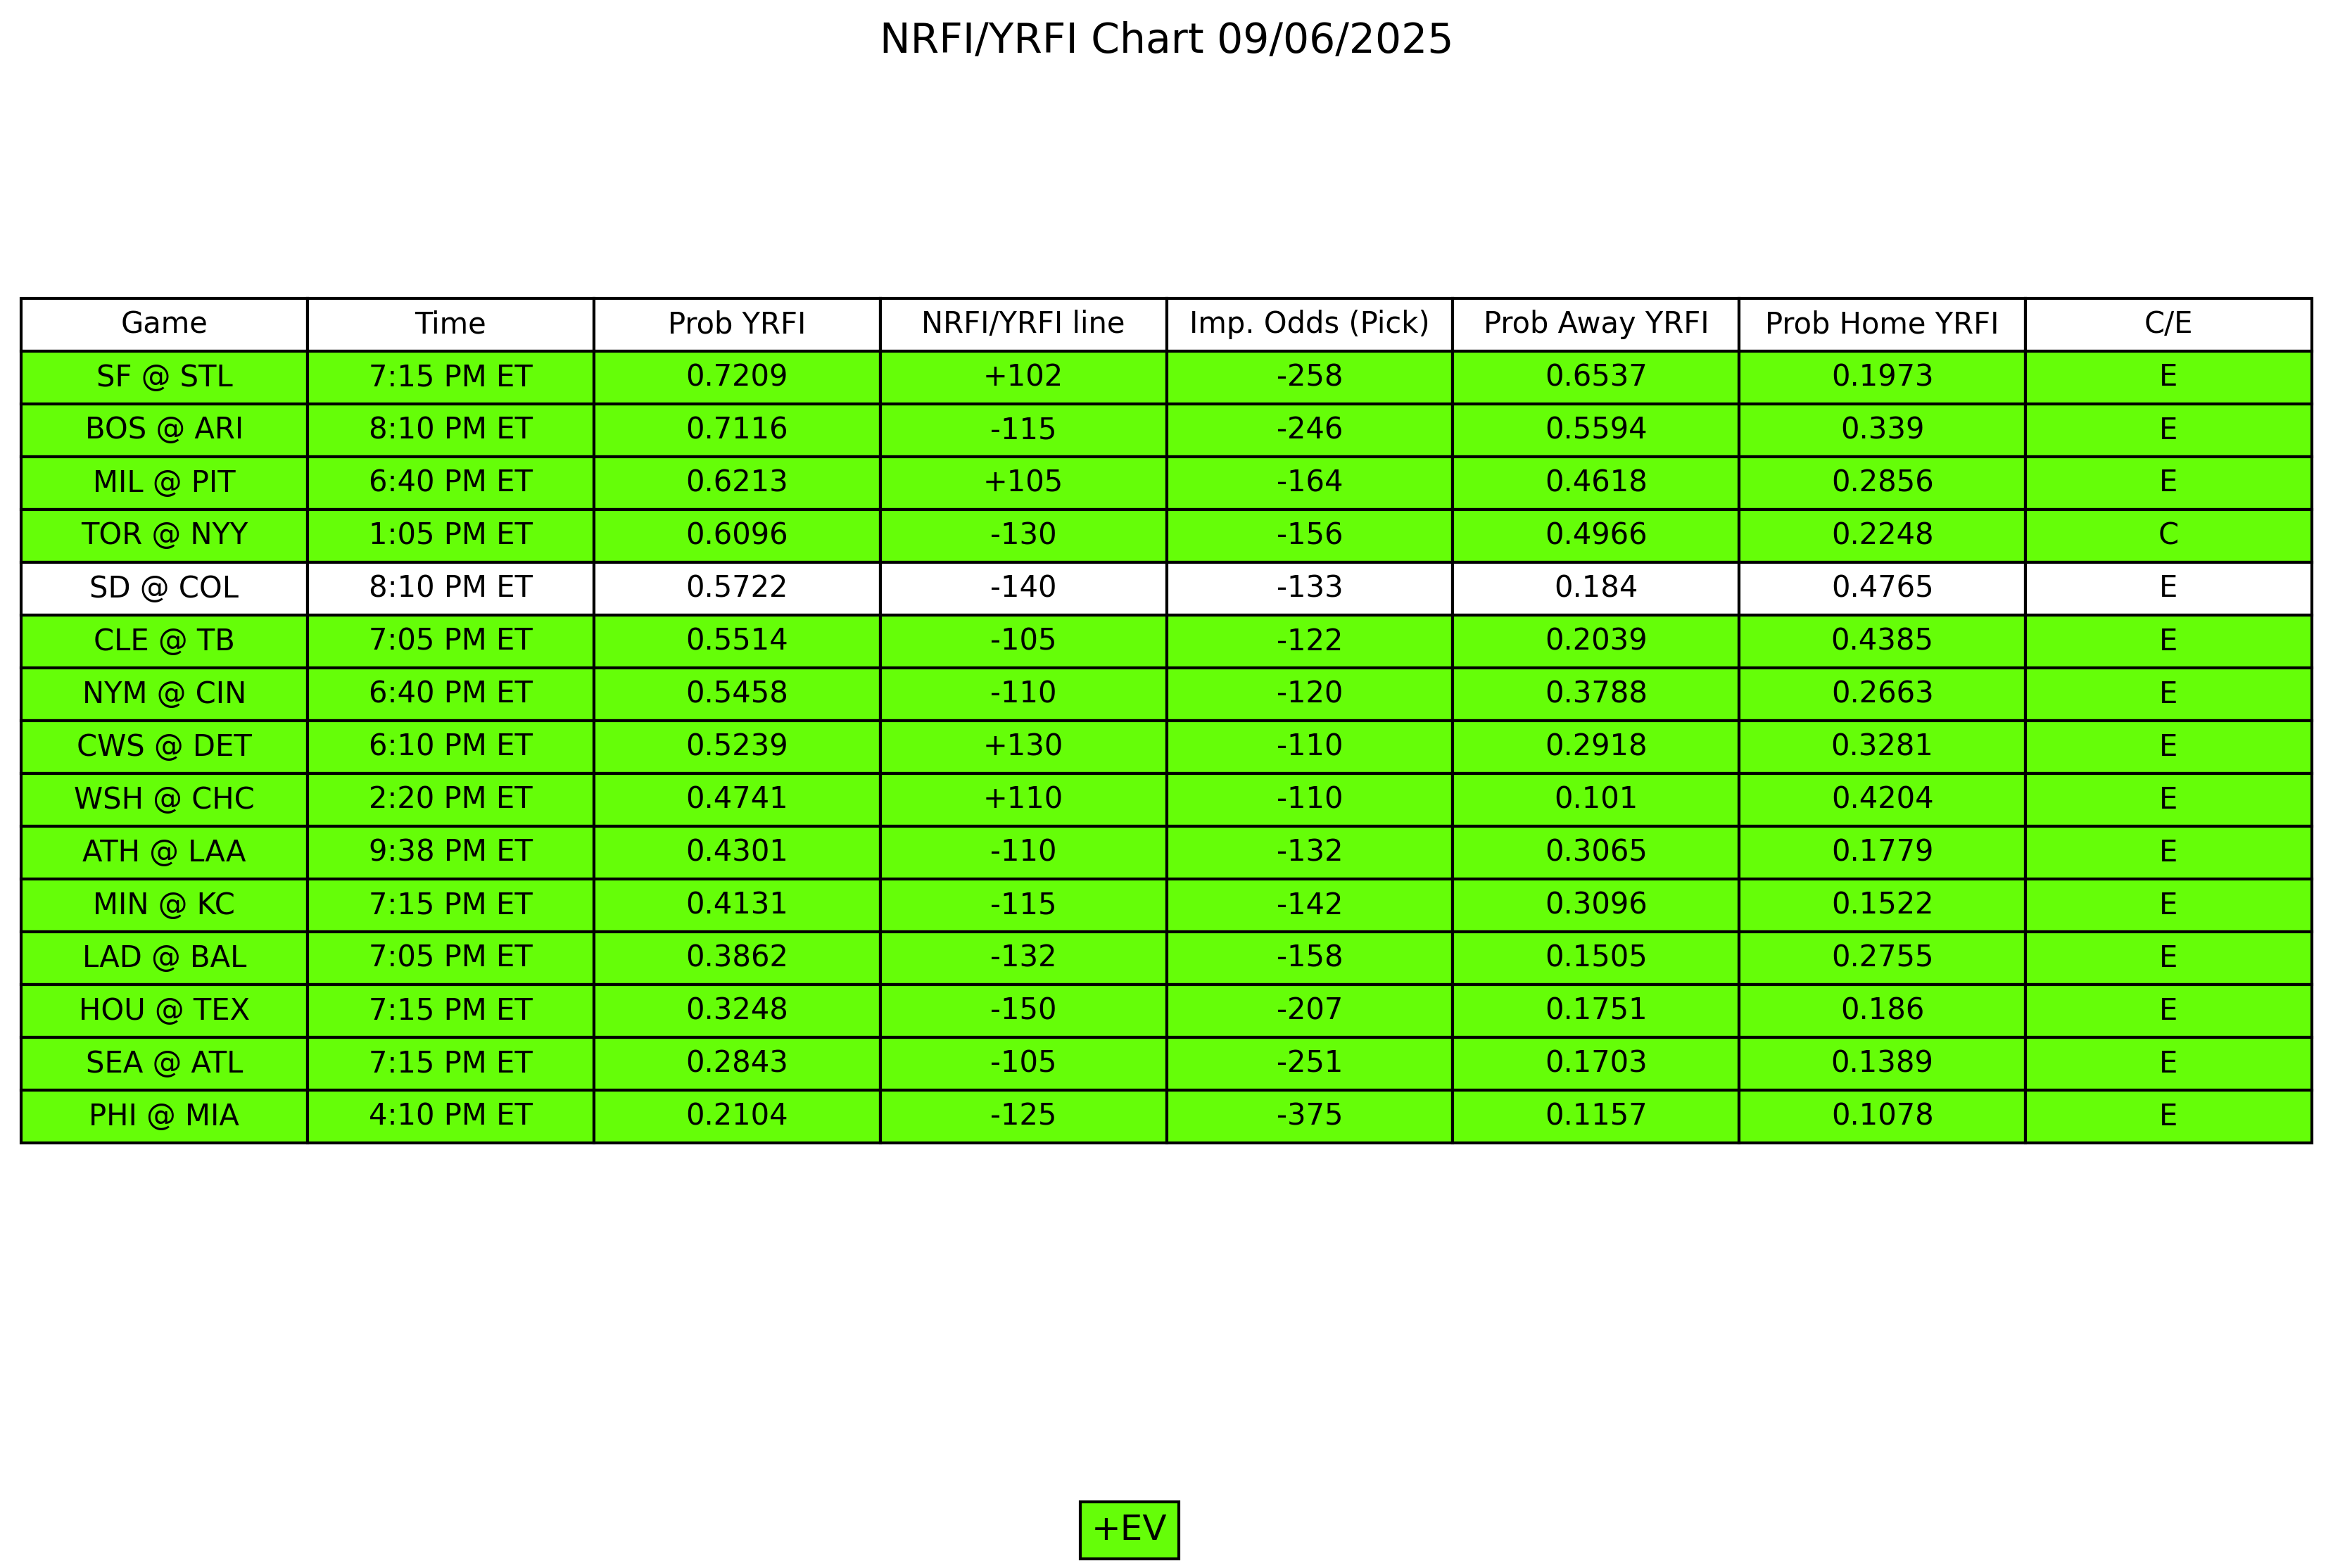 NRFI/YRFI Chart 09/06/2025
Game Time Prob YRFI NRFI/YRFI line Imp. Odds (Pick) Prob Away YRFI Prob Home YRFI C/E
SF @ STL 7:15 PM ET 0.7209 +102 -258 0.6537 0.1973 E
BOS @ ARI 8:10 PM ET 0.7116 -115 -246 0.5594 0.339 E
MIL @ PIT 6:40 PM ET 0.6213 +105 -164 0.4618 0.2856 E
TOR @ NYY 1:05 PM ET 0.6096 -130 -156 0.4966 0.2248 C
SD @ COL 8:10 PM ET 0.5722 -140 -133 0.184 0.4765 E
CLE @ TB 7:05 PM ET 0.5514 -105 -122 0.2039 0.4385 E
NYM @ CIN 6:40 PM ET 0.5458 -110 -120 0.3788 0.2663 E
CWS @ DET 6:10 PM ET 0.5239 +130 -110 0.2918 0.3281 E
WSH @ CHC 2:20 PM ET 0.4741 +110 -110 0.101 0.4204 E
ATH @ LAA 9:38 PM ET 0.4301 -110 -132 0.3065 0.1779 E
MIN @ KC 7:15 PM ET 0.4131 -115 -142 0.3096 0.1522 E
LAD @ BAL 7:05 PM ET 0.3862 -132 -158 0.1505 0.2755 E
HOU @ TEX 7:15 PM ET 0.3248 -150 -207 0.1751 0.186 E
SEA @ ATL 7:15 PM ET 0.2843 -105 -251 0.1703 0.1389 E
PHI @ MIA 4:10 PM ET 0.2104 -125 -375 0.1157 0.1078 E
+EV